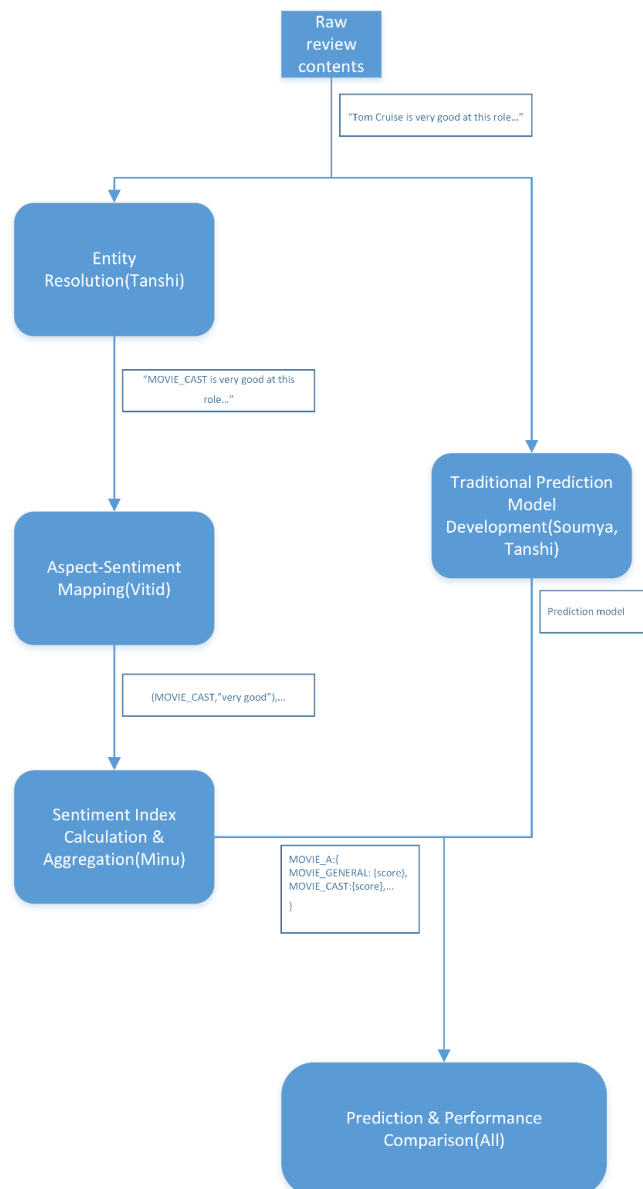 Raw
review
contents
“Tom Cruise is very good at this role…”
Entity
Resolution(Tanshi)
“MOVIE_CAST is very good at this
role…”
Traditional Prediction
Model
Development(Soumya,
Tanshi)
Aspect-Sentiment
Mapping(Vitid)
Prediction model
(MOVIE_CAST,”very good”),...
Sentiment Index
Calculation &
Aggregation(Minu)
MOVIE_A:{
MOVIE_GENERAL: {score},
MOVIE_CAST:{score},...
}
Prediction & Performance
Comparison(All)